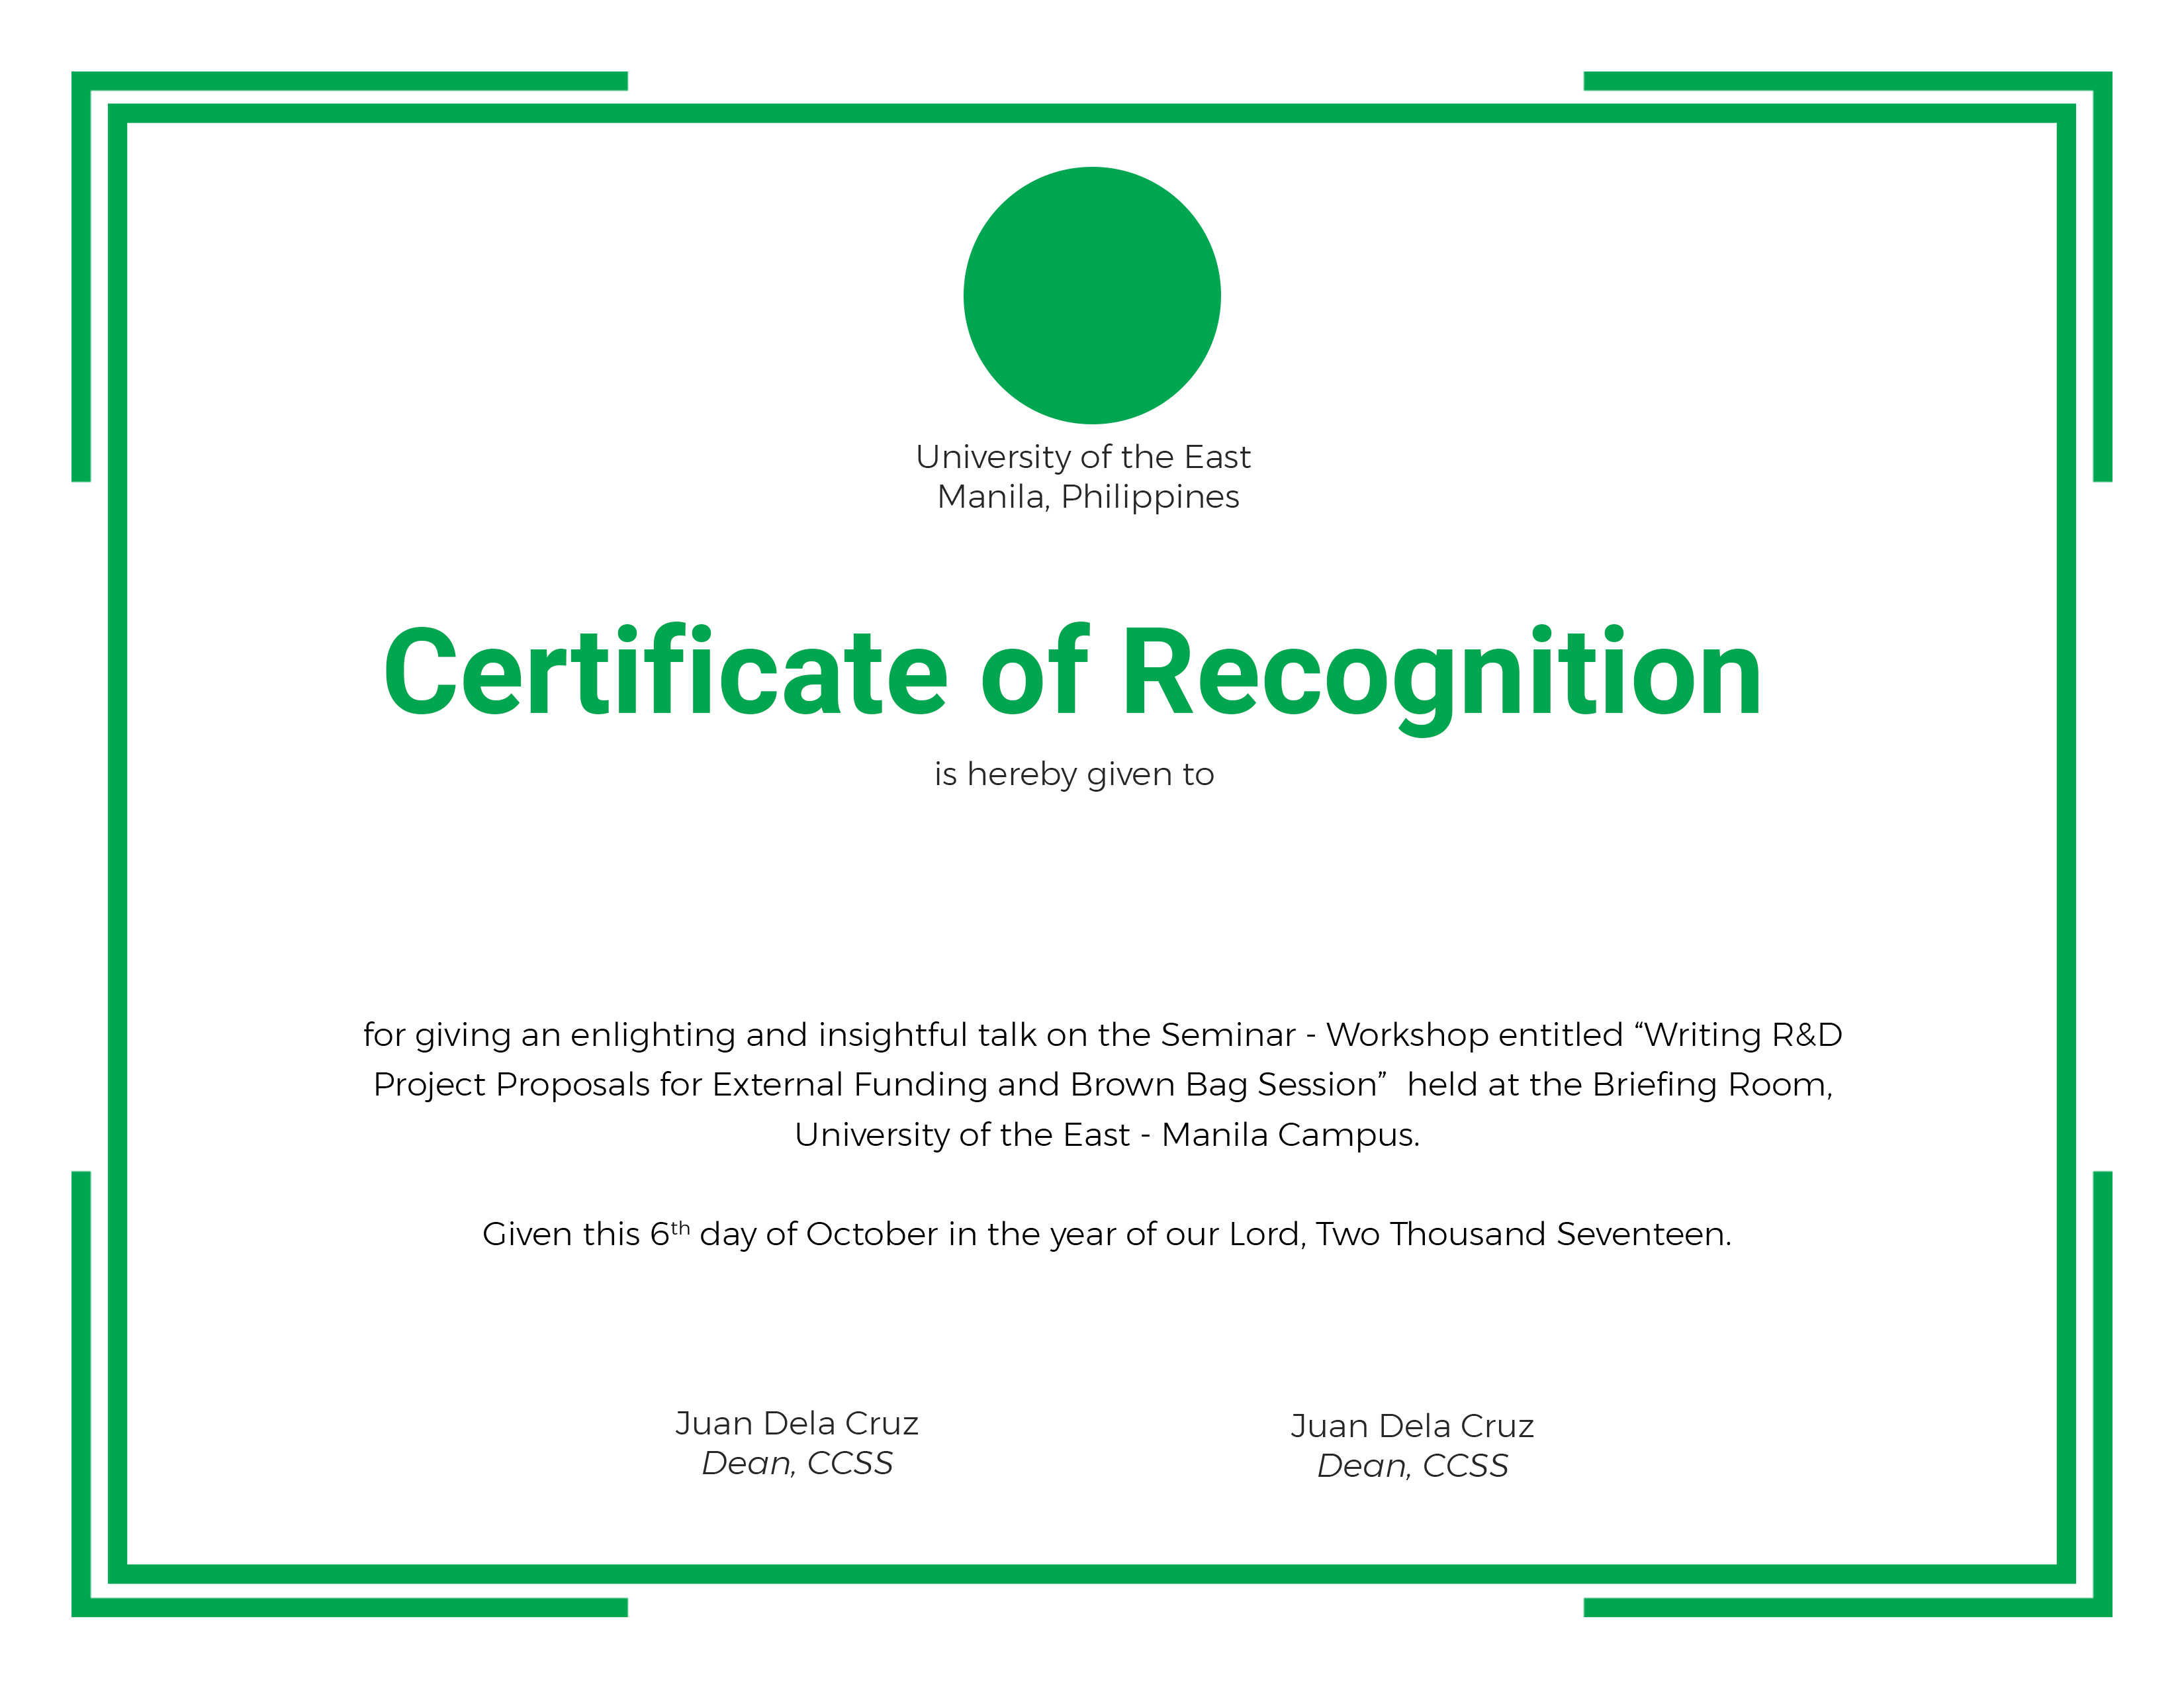 University of the East
Manila, Philippines
Certificate of Recognition
is hereby given to
for giving an enlighting and insightful talk on the Seminar - Workshop entitled “Writing R&D
Project Proposals for External Funding and Brown Bag Session” held at the Briefing Room,
University of the East - Manila Campus.
Given this 6th day of October in the year of our Lord, Two Thousand Seventeen.
Juan Dela Cruz
Dean, CCSS
Juan Dela Cruz
Dean, CCSS